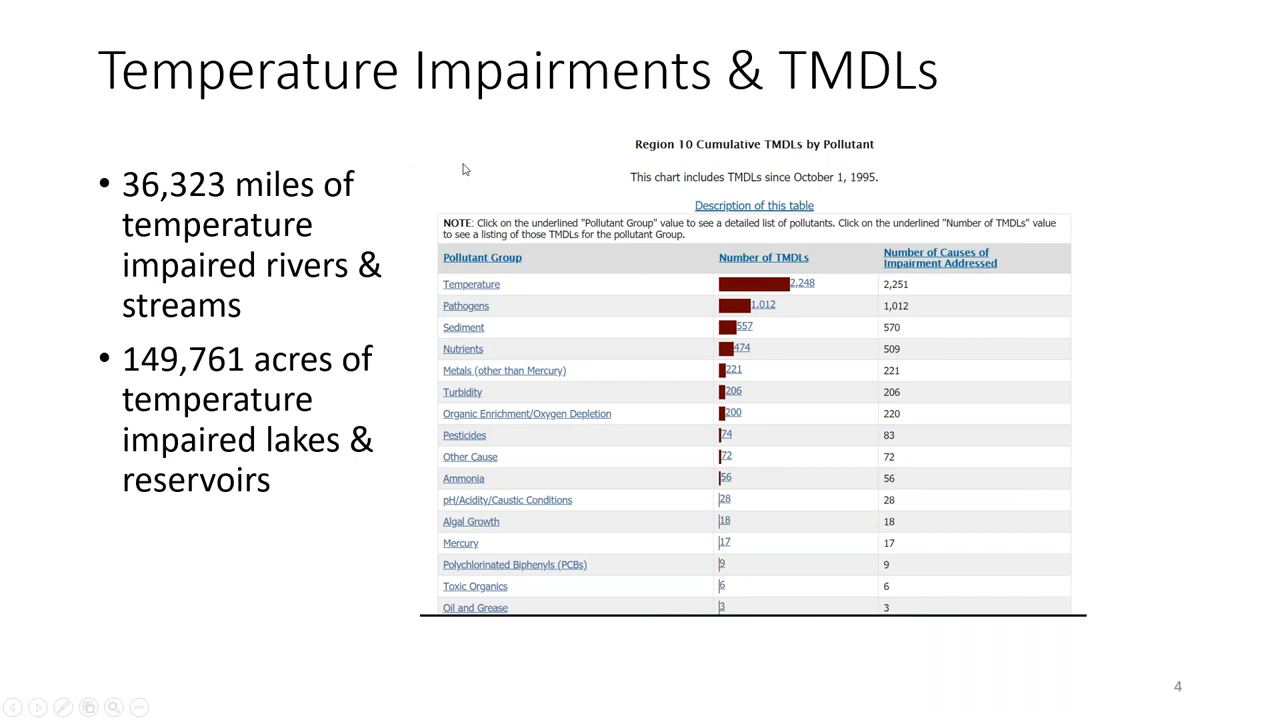 Temperature Impairments & TMDLs
• 36,323 miles of
temperature
impaired rivers &
streams
• 149,761 acres of
temperature
impaired lakes &
reservoirs
Region 10 Cumulative TMDLs by Pollutant
This chart includes TMDLs since October 1, 1995.
Description of this table
NOTE: Click on the underlined "Pollutant Group" value to see a detailed list of pollutants. Click on the underlined "Number of TMDLs" value
to see a listing of those TMDLs for the pollutant Group.
Pollutant Group Number of TMDLs Number of Causes of
Impairment Addressed
Temperature 2,248 2,251
Pathogens 1,012 1,012
Sediment 557 570
Nutrients 474 509
Metals (other than Mercury) 221 221
Turbidity 206 206
Organic Enrichment/Oxygen Depletion 200 220
Pesticides 74 83
Other Cause 72 72
Ammonia 56 56
pH/Acidity/Caustic Conditions 28 28
Algal Growth 18 18
Mercury 17 17
Polychlorinated Biphenyls (PCBs) 9 9
Toxic Organics 6 6
Oil and Grease 3 3
4